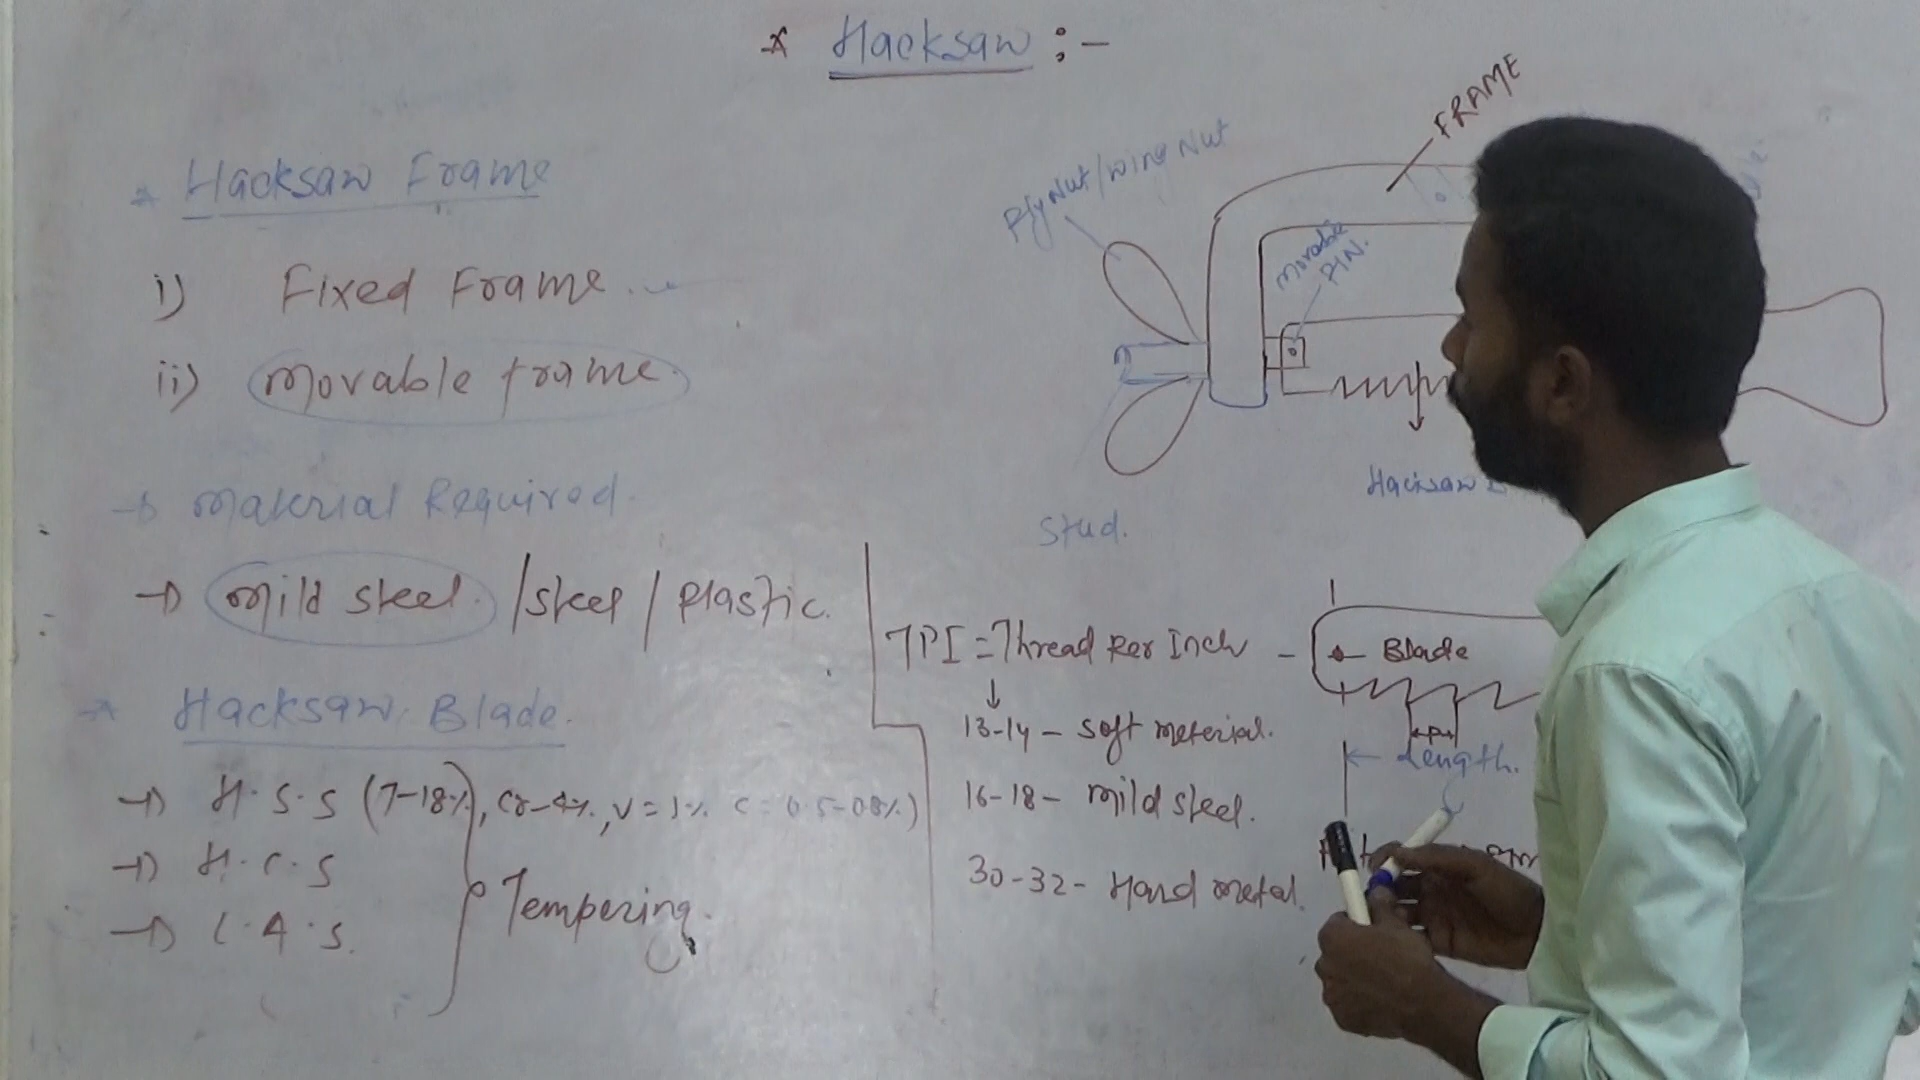 * Hacksaw :-
* Hacksaw Frame
i) Fixed Frame
ii) Movable frame
→ Material Required.
→ Mild steel. / steel / Plastic.
* Hacksaw Blade.
→ H.S.S (7-18%), Cr-4%, V=1% C=0.5-0.8%)
→ H.C.S
→ L.A.S.
Tempering.
FRAME
Fly Nut/wing Nut
Movable
PIN.
Hacksaw
Stud.
TPI = Thread Per Inch -
↓
13-14 - Soft meterial.
16-18 - Mild steel.
30-32 - Hard metal.
Blade
Length.